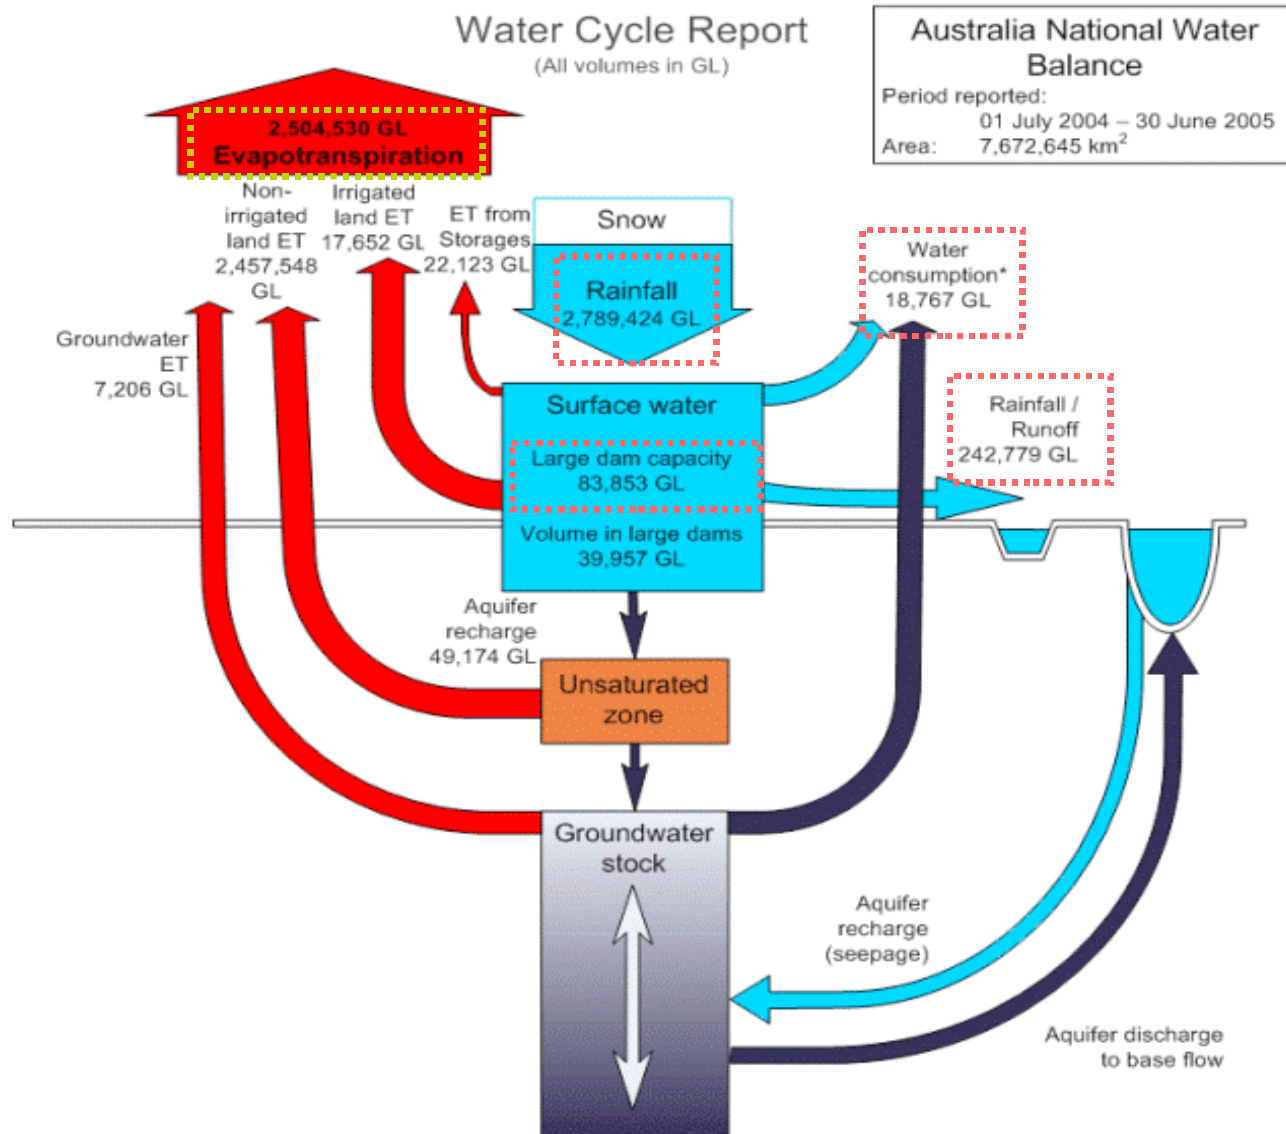 Water Cycle Report
(All volumes in GL)
Australia National Water
Balance
Period reported:
01 July 2004 – 30 June 2005
Area: 7,672,645 km²
2,504,530 GL
Evapotranspiration
Non-
irrigated
land ET
2,457,548
GL
Irrigated
land ET
17,652 GL
ET from
Storages
22,123 GL
Snow
Rainfall
2,789,424 GL
Water
consumption*
18,767 GL
Groundwater
ET
7,206 GL
Surface water
Large dam capacity
83,853 GL
Volume in large dams
39,957 GL
Rainfall /
Runoff
242,779 GL
Aquifer
recharge
49,174 GL
Unsaturated
zone
Groundwater
stock
Aquifer
recharge
(seepage)
Aquifer discharge
to base flow